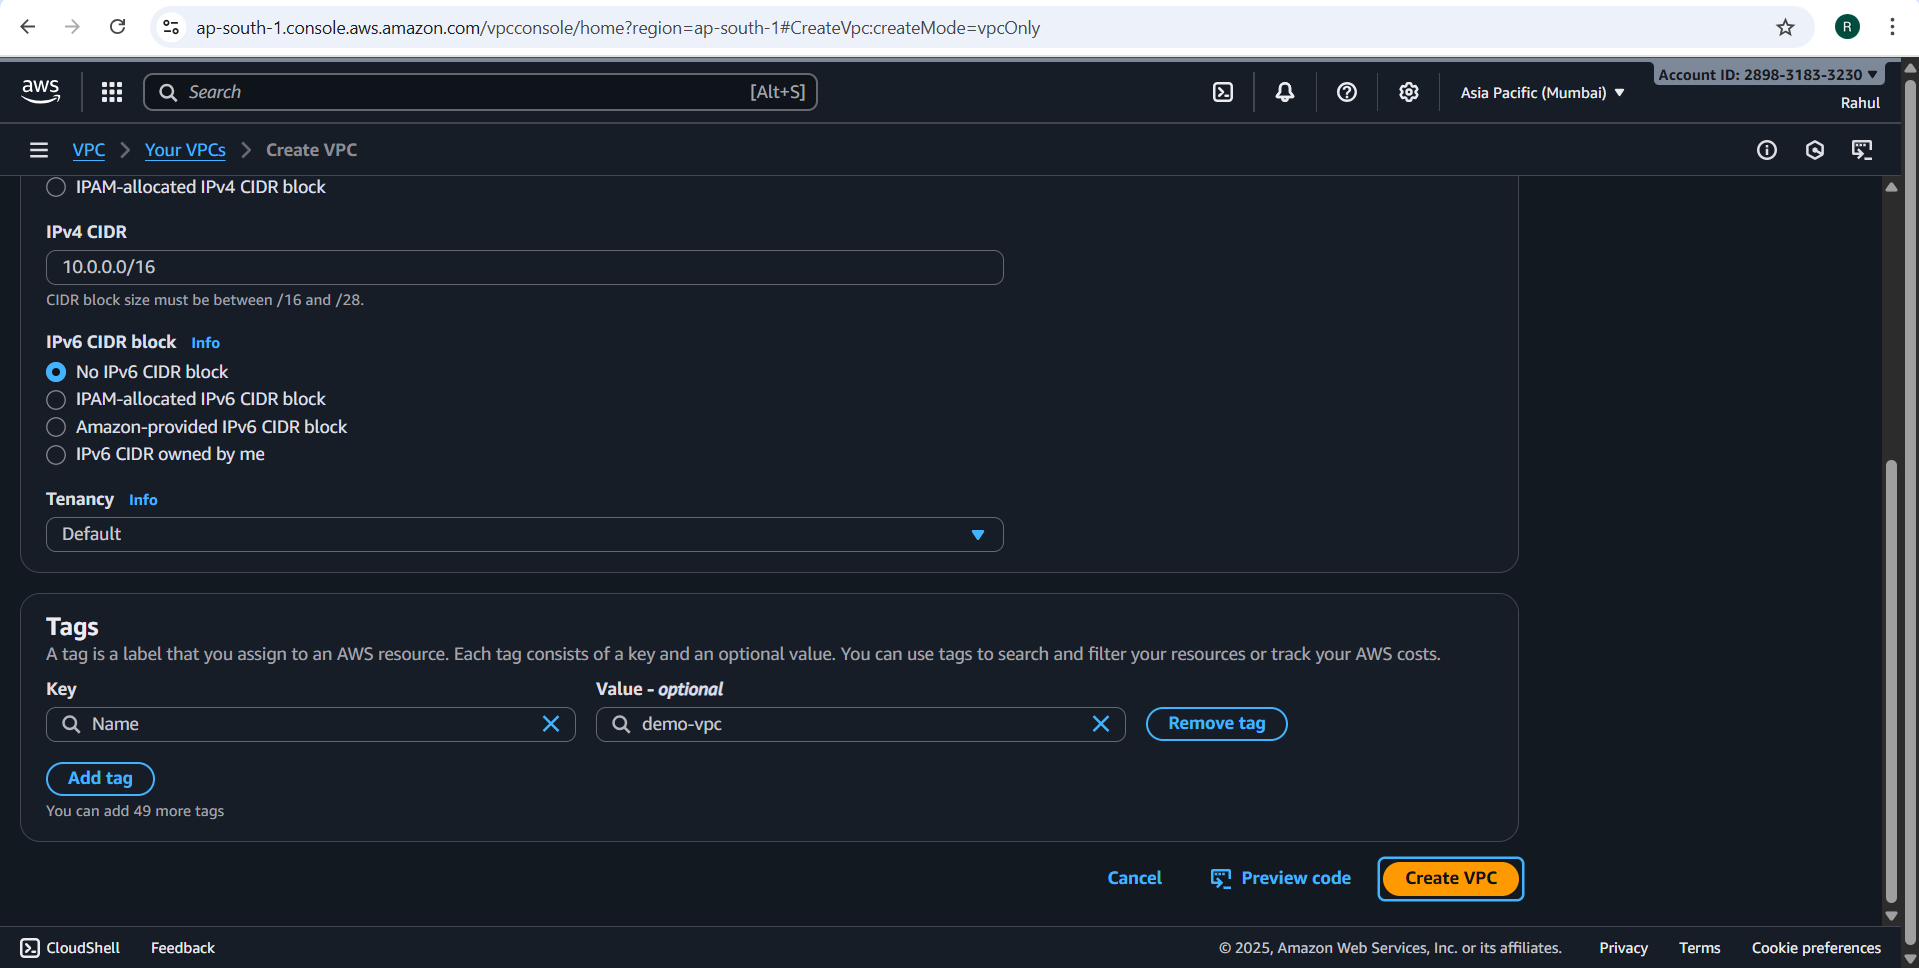 ap-south-1.console.aws.amazon.com/vpcconsole/home?region=ap-south-1#CreateVpc:createMode=vpcOnly
R
aws
Search
[Alt+S]
Asia Pacific (Mumbai)
Account ID: 2898-3183-3230
Rahul
VPC
Your VPCs
Create VPC
IPAM-allocated IPv4 CIDR block
IPv4 CIDR
10.0.0.0/16
CIDR block size must be between /16 and /28.
IPv6 CIDR block Info
No IPv6 CIDR block
IPAM-allocated IPv6 CIDR block
Amazon-provided IPv6 CIDR block
IPv6 CIDR owned by me
Tenancy Info
Default
Tags
A tag is a label that you assign to an AWS resource. Each tag consists of a key and an optional value. You can use tags to search and filter your resources or track your AWS costs.
Key
Value - optional
Name
demo-vpc
Remove tag
Add tag
You can add 49 more tags
Cancel
Preview code
Create VPC
CloudShell
Feedback
© 2025, Amazon Web Services, Inc. or its affiliates.
Privacy
Terms
Cookie preferences